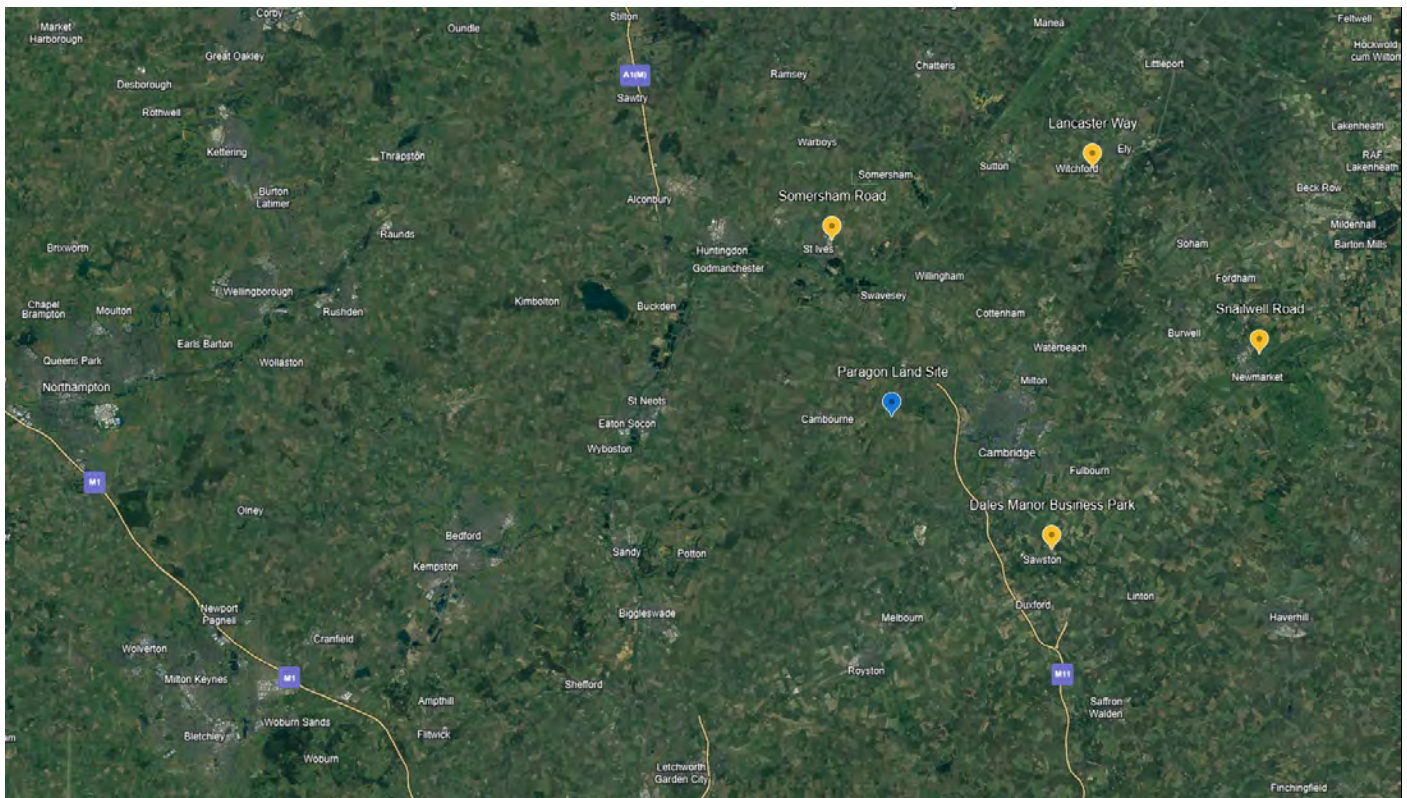 Corby
Stilton
Manea
Feltwell
Market
Harborough
Oundle
Great Oakley
Hockwold
cum Wilton
Desborough
A1(M)
Ramsey
Chatteris
Littleport
Sawtry
Rothwell
Lancaster Way
Lakenheath
Kettering
Thrapston
Warboys
Ely
RAF
Lakenheath
Sutton
Witchford
Somersham
Beck Row
Burton
Latimer
Alconbury
Somersham Road
Mildenhall
Raunds
Brixworth
Huntingdon
St Ives
Soham
Barton Mills
Godmanchester
Willingham
Fordham
Wellingborough
Swavesey
Kimbolton
Buckden
Chapel
Brampton
Moulton
Rushden
Cottenham
Snailwell Road
Earls Barton
Waterbeach
Burwell
Queens Park
Wollaston
Paragon Land Site
Newmarket
Northampton
Milton
St Neots
Eaton Socon
Cambourne
Wyboston
Cambridge
Fulbourn
M1
Olney
Dales Manor Business Park
Bedford
Sandy
Potton
Sawston
Kempston
Linton
Duxford
Newport
Pagnell
Biggleswade
Melbourn
Haverhill
Cranfield
Wolverton
Milton Keynes
M1
Royston
M11
Shefford
Ampthill
Saffron
Walden
Woburn Sands
Bletchley
Flitwick
am
Woburn
Letchworth
Garden City
Finchingfield